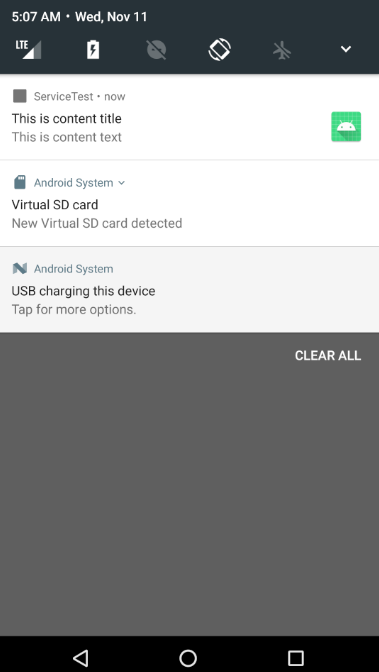 5:07 AM • Wed, Nov 11
LTE
ServiceTest • now
This is content title
This is content text
Android System
Virtual SD card
New Virtual SD card detected
Android System
USB charging this device
Tap for more options.
CLEAR ALL